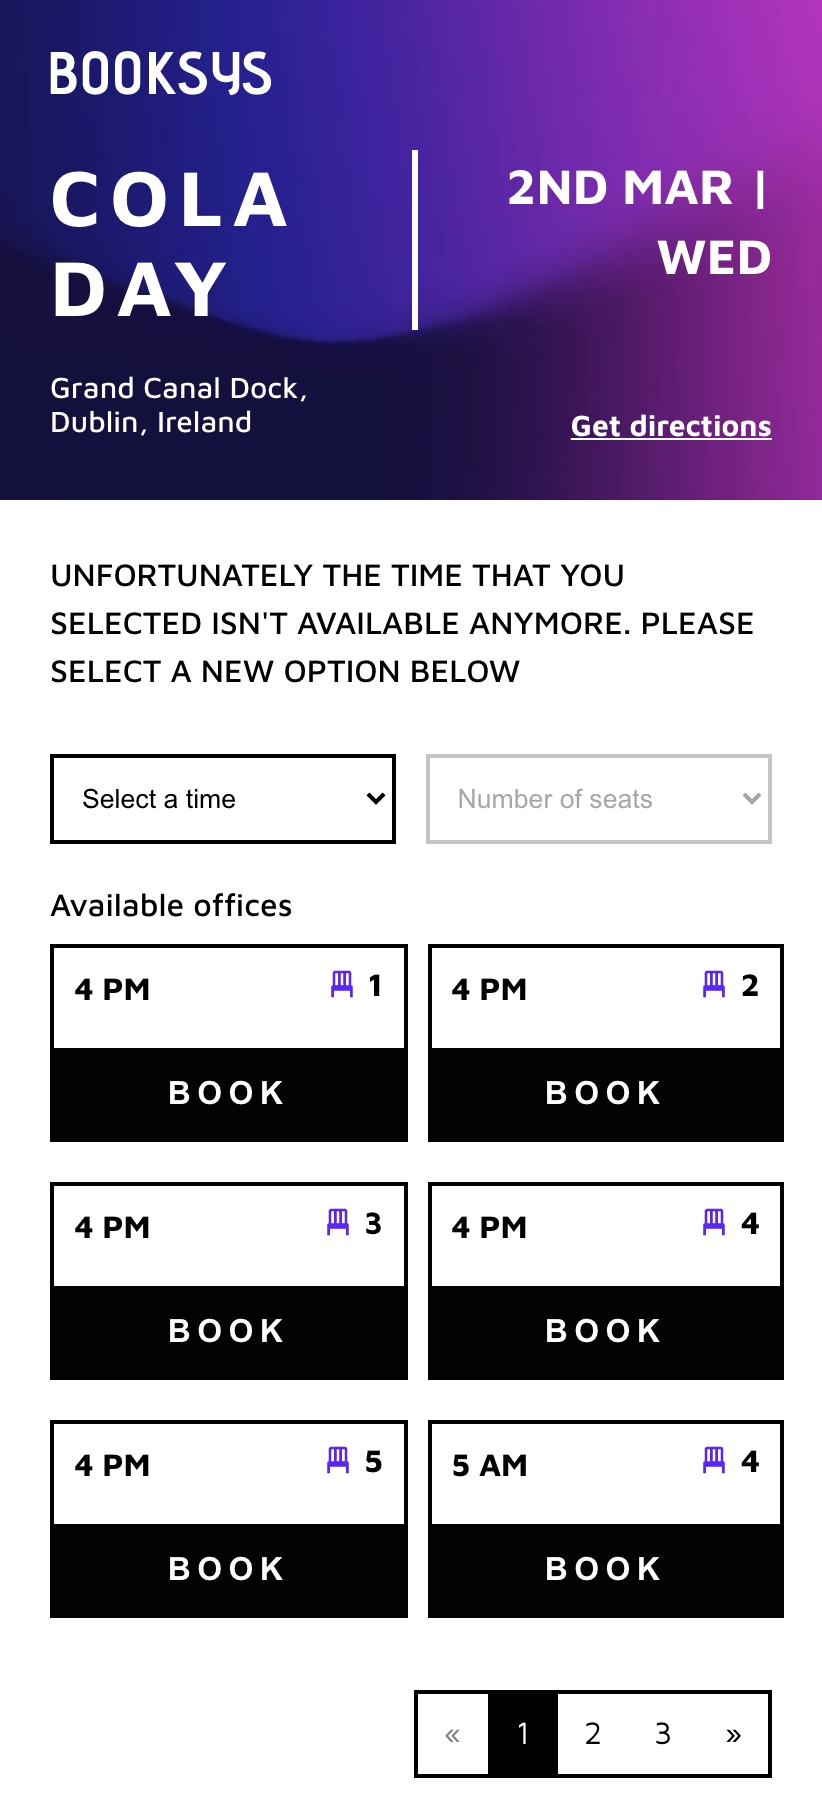 BOOKSYS
COLA
DAY
2ND MAR |
WED
Grand Canal Dock,
Dublin, Ireland
Get directions
UNFORTUNATELY THE TIME THAT YOU
SELECTED ISN'T AVAILABLE ANYMORE. PLEASE
SELECT A NEW OPTION BELOW
Select a time
Number of seats
Available offices
4 PM 1
BOOK
4 PM 2
BOOK
4 PM 3
BOOK
4 PM 4
BOOK
4 PM 5
BOOK
5 AM 4
BOOK
« 1 2 3 »